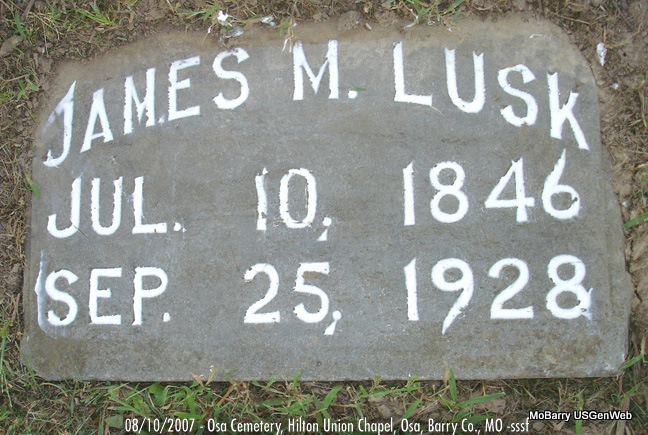 JAMES M. LUSK
JUL. 10, 1846
SEP. 25, 1928
MoBarry USGenWeb
08/10/2007 - Osa Cemetery, Hilton Union Chapel, Osa, Barry Co., MO -sssf